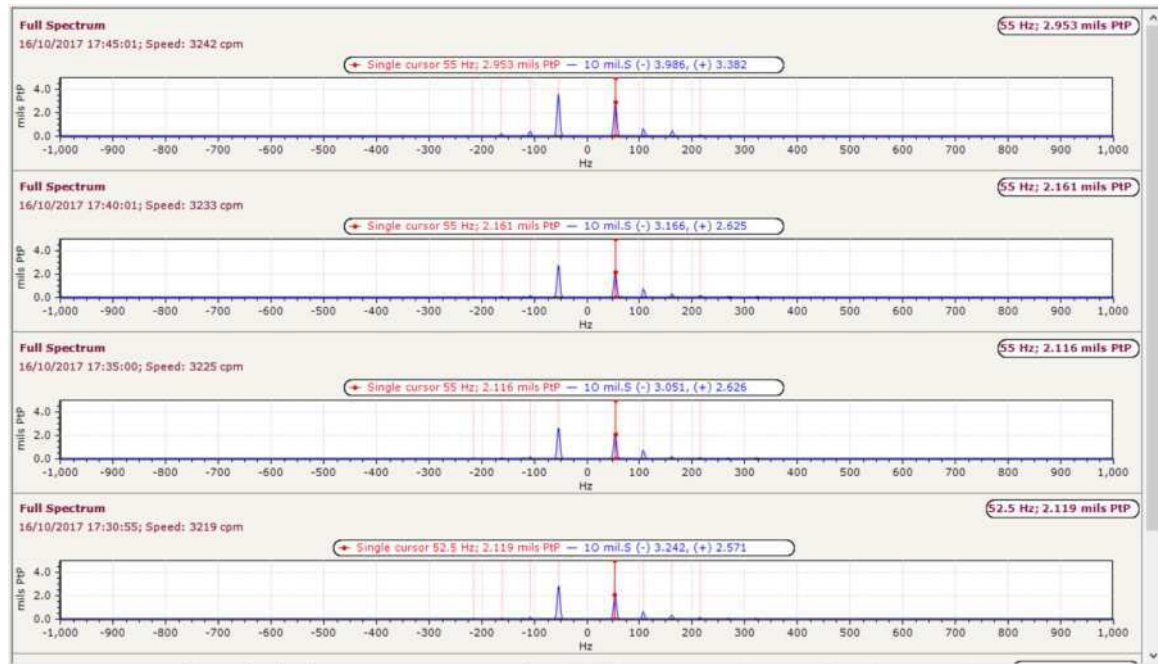 Full Spectrum
55 Hz; 2.953 mils PtP
16/10/2017 17:45:01; Speed: 3242 cpm
Single cursor 55 Hz; 2.953 mils PtP — 1O mil.S (-) 3.986, (+) 3.382
mils PtP
4.0
2.0
0.0
-1,000 -900 -800 -700 -600 -500 -400 -300 -200 -100 0 100 200 300 400 500 600 700 800 900 1,000
Hz
Full Spectrum
55 Hz; 2.161 mils PtP
16/10/2017 17:40:01; Speed: 3233 cpm
Single cursor 55 Hz; 2.161 mils PtP — 1O mil.S (-) 3.166, (+) 2.625
mils PtP
4.0
2.0
0.0
-1,000 -900 -800 -700 -600 -500 -400 -300 -200 -100 0 100 200 300 400 500 600 700 800 900 1,000
Hz
Full Spectrum
55 Hz; 2.116 mils PtP
16/10/2017 17:35:00; Speed: 3225 cpm
Single cursor 55 Hz; 2.116 mils PtP — 1O mil.S (-) 3.051, (+) 2.626
mils PtP
4.0
2.0
0.0
-1,000 -900 -800 -700 -600 -500 -400 -300 -200 -100 0 100 200 300 400 500 600 700 800 900 1,000
Hz
Full Spectrum
52.5 Hz; 2.119 mils PtP
16/10/2017 17:30:55; Speed: 3219 cpm
Single cursor 52.5 Hz; 2.119 mils PtP — 1O mil.S (-) 3.242, (+) 2.571
mils PtP
4.0
2.0
0.0
-1,000 -900 -800 -700 -600 -500 -400 -300 -200 -100 0 100 200 300 400 500 600 700 800 900 1,000
Hz